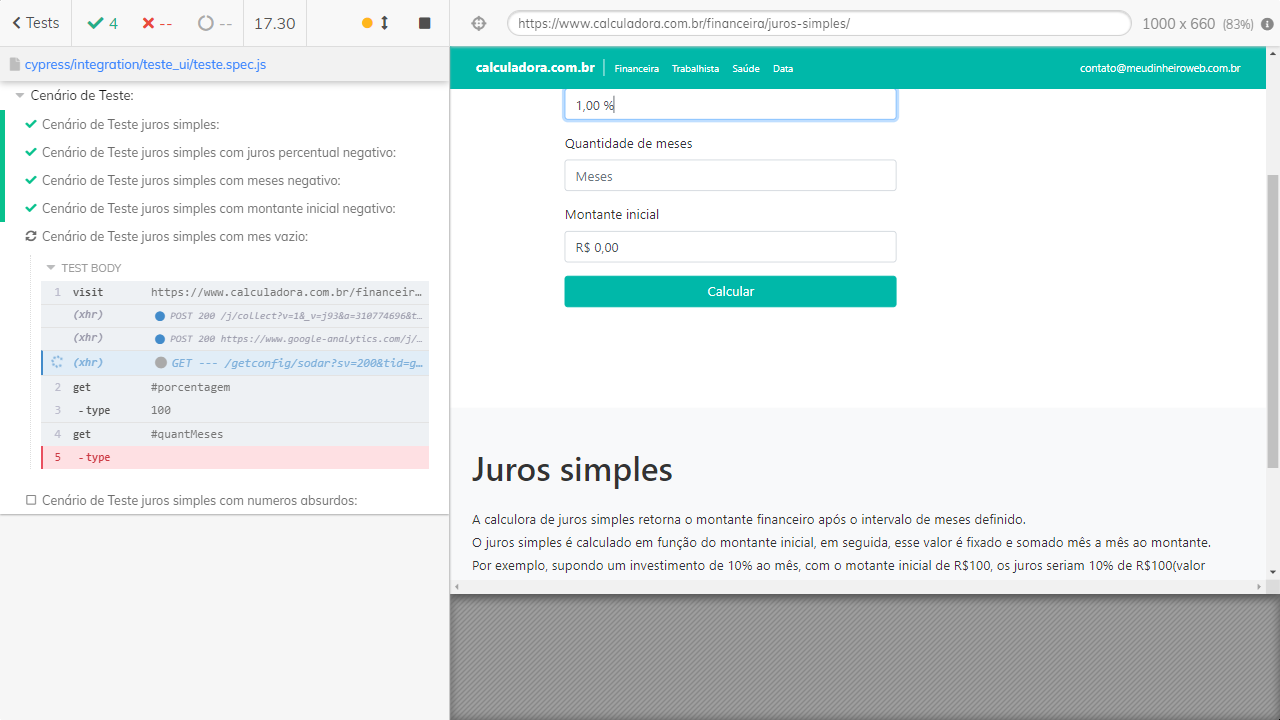 Tests
4
--
--
17.30
https://www.calculadora.com.br/financeira/juros-simples/
1000 x 660 (83%)
cypress/integration/teste_ui/teste.spec.js
Cenário de Teste:
Cenário de Teste juros simples:
Cenário de Teste juros simples com juros percentual negativo:
Cenário de Teste juros simples com meses negativo:
Cenário de Teste juros simples com montante inicial negativo:
Cenário de Teste juros simples com mes vazio:
TEST BODY
1 visit https://www.calculadora.com.br/financeir…
(xhr) POST 200 /j/collect?v=1&_v=j93&a=310774696&t…
(xhr) POST 200 https://www.google-analytics.com/j/…
(xhr) GET --- /getconfig/sodar?sv=200&tid=g…
2 get #porcentagem
3 -type 100
4 get #quantMeses
5 -type
Cenário de Teste juros simples com numeros absurdos:
calculadora.com.br Financeira Trabalhista Saúde Data contato@meudinheiroweb.com.br
1,00 %
Quantidade de meses
Meses
Montante inicial
R$ 0,00
Calcular
Juros simples
A calculora de juros simples retorna o montante financeiro após o intervalo de meses definido.
O juros simples é calculado em função do montante inicial, em seguida, esse valor é fixado e somado mês a mês ao montante.
Por exemplo, supondo um investimento de 10% ao mês, com o motante inicial de R$100, os juros seriam 10% de R$100(valor